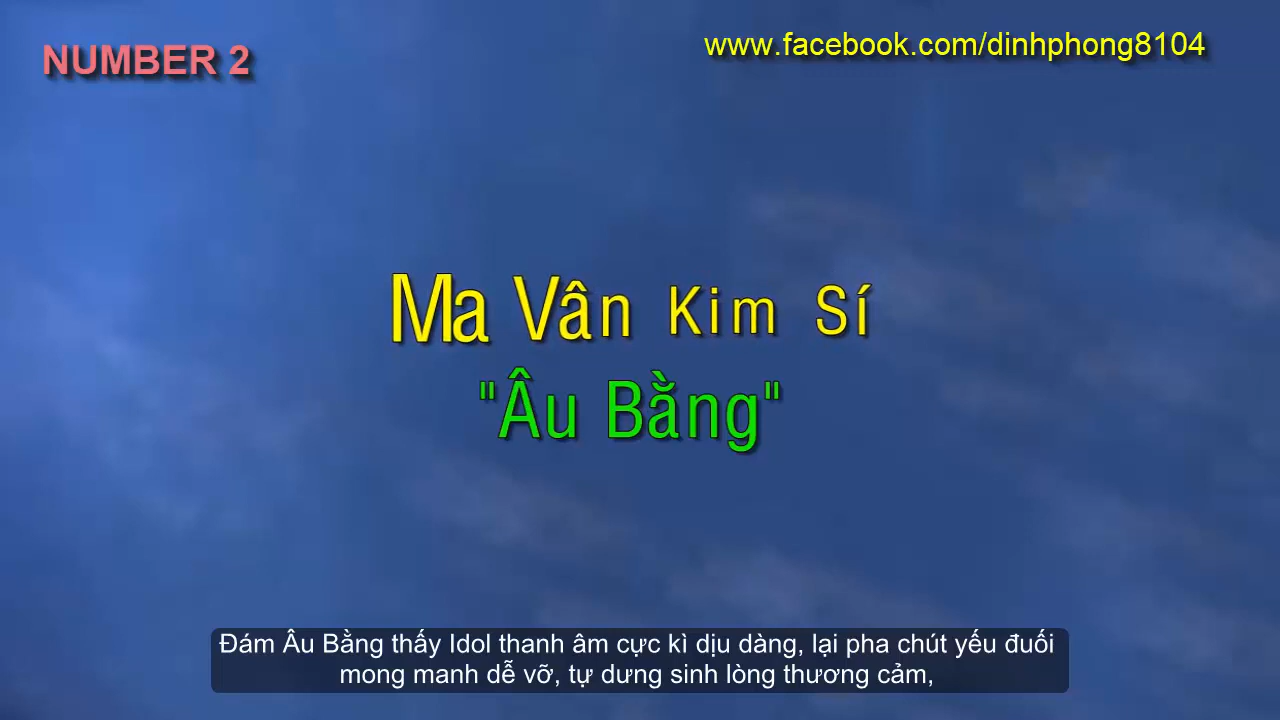 NUMBER 2
www.facebook.com/dinhphong8104
Ma Vân Kim Sí
"Âu Bằng"
Đám Âu Bằng thấy Idol thanh âm cực kì dịu dàng, lại pha chút yếu đuối
mong manh dễ vỡ, tự dưng sinh lòng thương cảm,